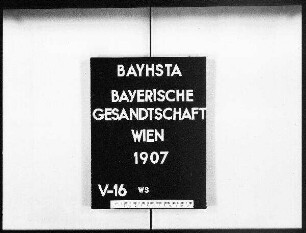 BAYHSTA
BAYERISCHE
GESANDTSCHAFT
WIEN
1907
V-16 WS